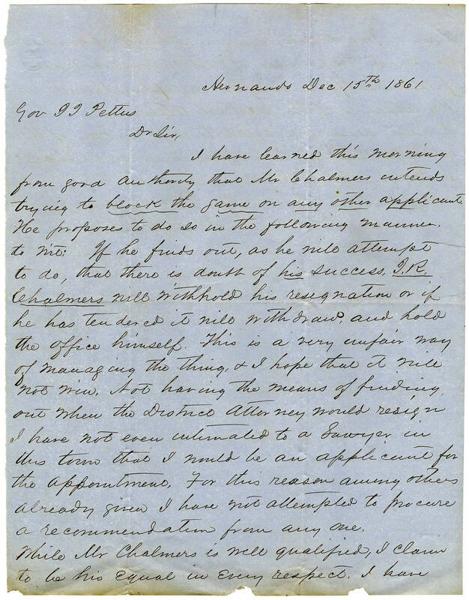 Hernando Dec 15th 1861
Gov J J Pettus
Dr Sir,
I have learned this morning
from good authority that Mr Chalmers intends
trying to block the game on any other applicant
He proposes to do so in the following manner.
to wit: If he finds out, as he will attempt
to do, that there is doubt of his success, J.R.
Chalmers will withhold his resignation or if
he has tendered it will withdraw, and hold
the office himself. This is a very unfair way
of managing the thing, & I hope that it will
not win. Not having the means of finding
out when the District Attorney would resign
I have not even intimated to a Lawyer in
this town that I would be an applicant for
the appointment. For this reason among others
already given I have not attempted to procure
a recommendation from any one.
While Mr Chalmers is well qualified, I claim
to be his equal in every respect. I have